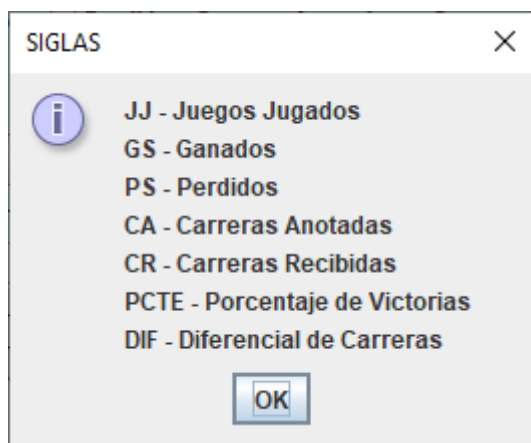 SIGLAS
JJ - Juegos Jugados
GS - Ganados
PS - Perdidos
CA - Carreras Anotadas
CR - Carreras Recibidas
PCTE - Porcentaje de Victorias
DIF - Diferencial de Carreras
OK